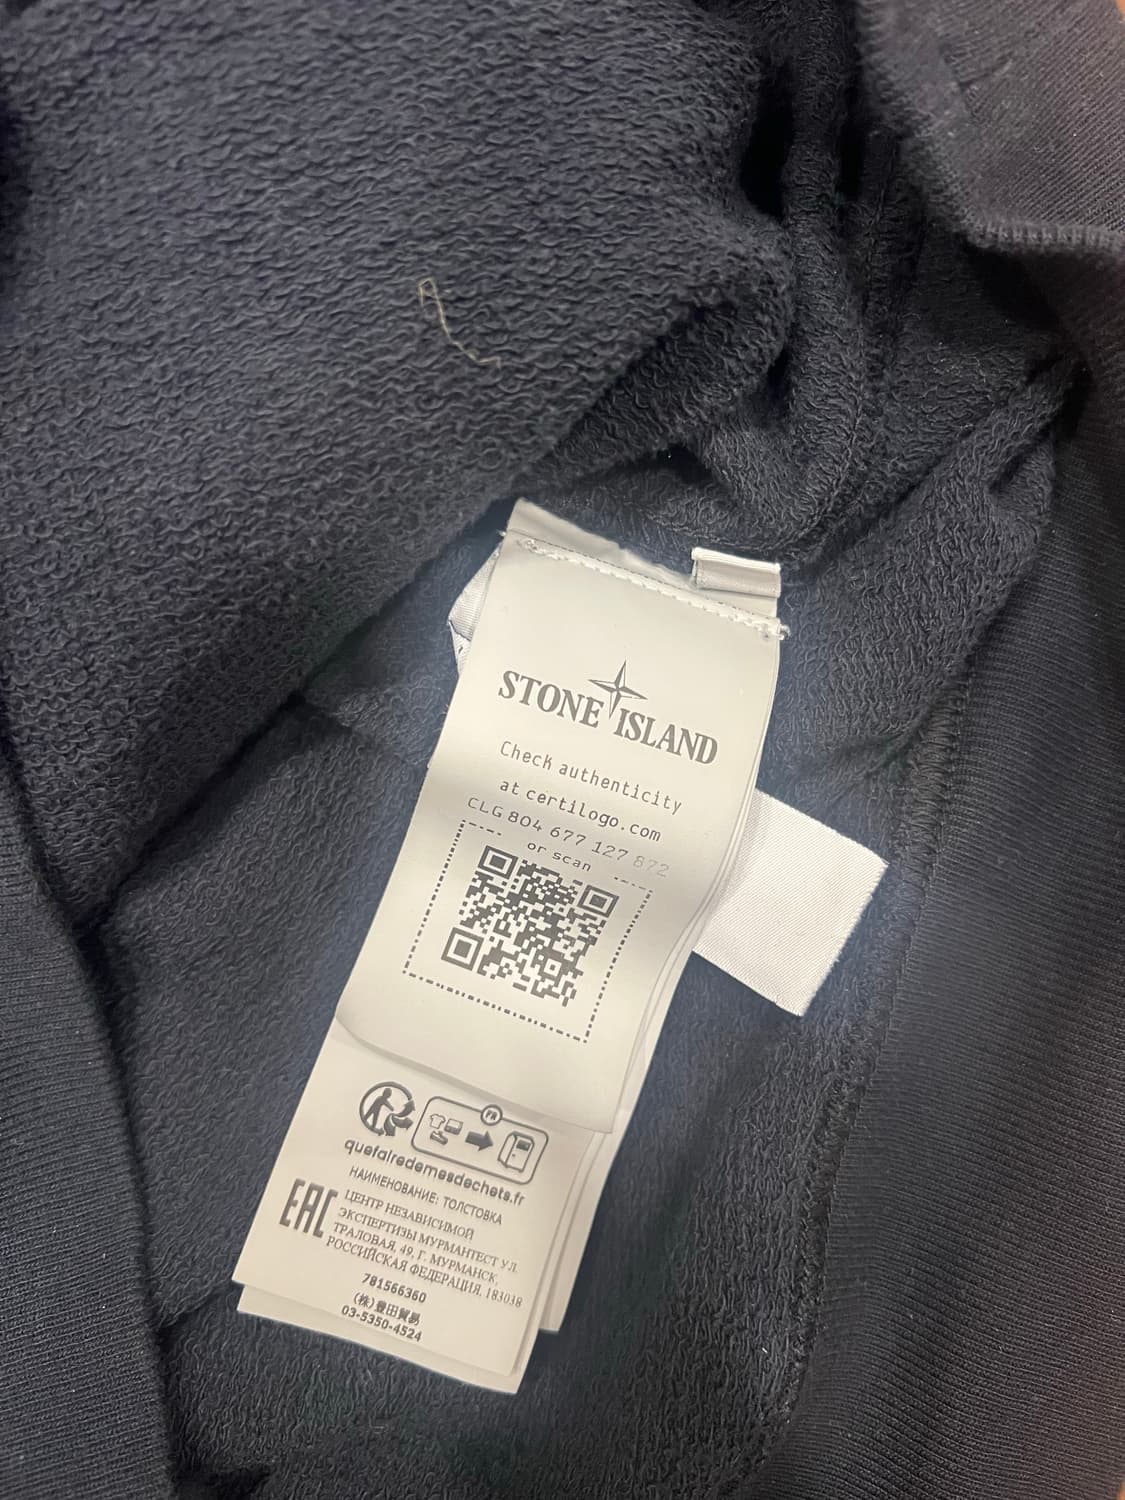 STONE ISLAND
Check authenticity
at certilogo.com
CLG 804 677 127 872
or scan
FR
quefairedemesdechets.fr
НАИМЕНОВАНИЕ: ТОЛСТОВКА
EAC
ЦЕНТР НЕЗАВИСИМОЙ
ЭКСПЕРТИЗЫ МУРМАНТЕСТ УЛ.
ТРАЛОВАЯ, 49, Г. МУРМАНСК,
РОССИЙСКАЯ ФЕДЕРАЦИЯ, 183038
781566360
(株)豊田貿易
03-5350-4524